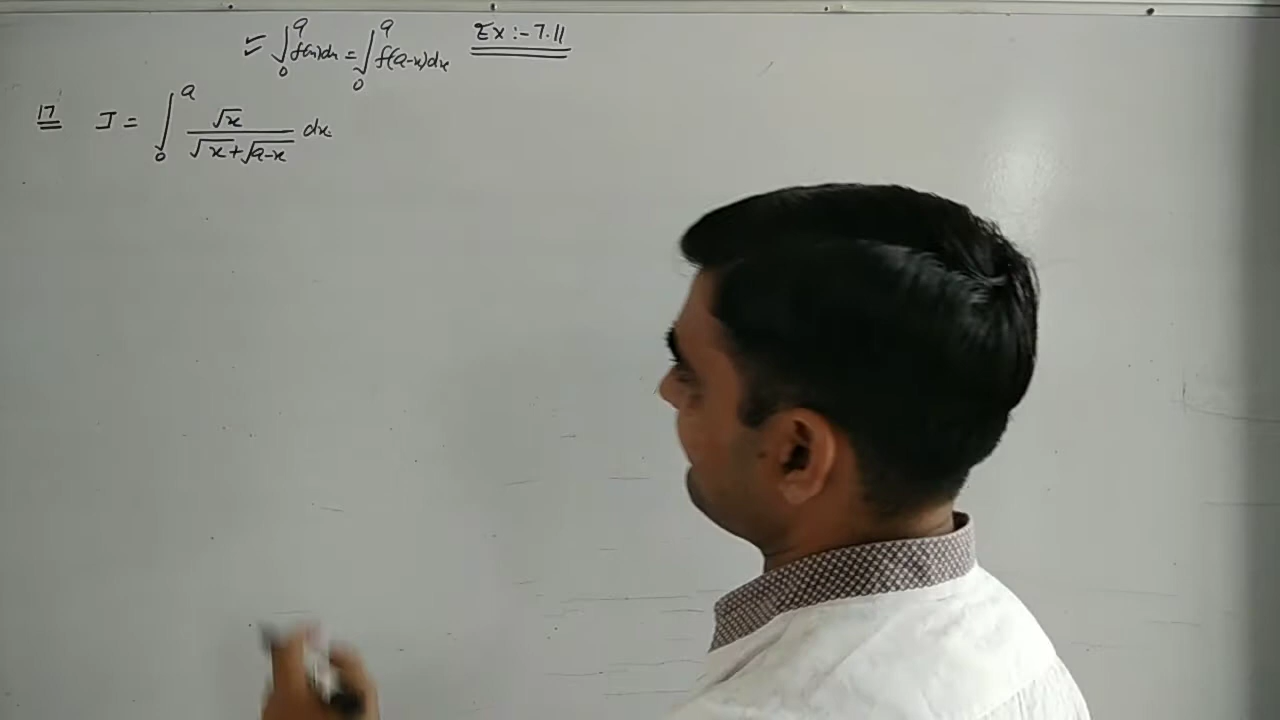 ∫₀ᵃ f(x)dx = ∫₀ᵃ f(a-x)dx Ex :- 7.11
17 I = ∫₀ᵃ √x / (√x + √a-x) dx